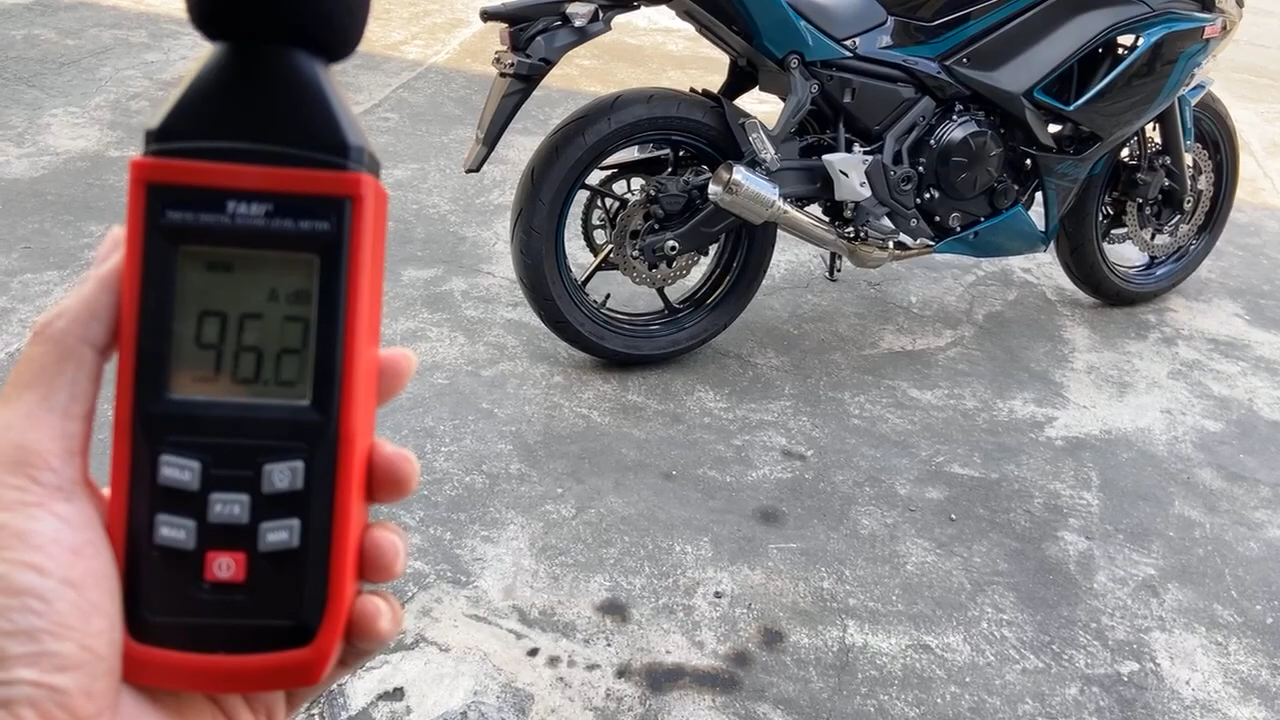 TASI
DIGITAL SOUND LEVEL METER
A dB
96.2
HOLD
F/S
MAX
MIN